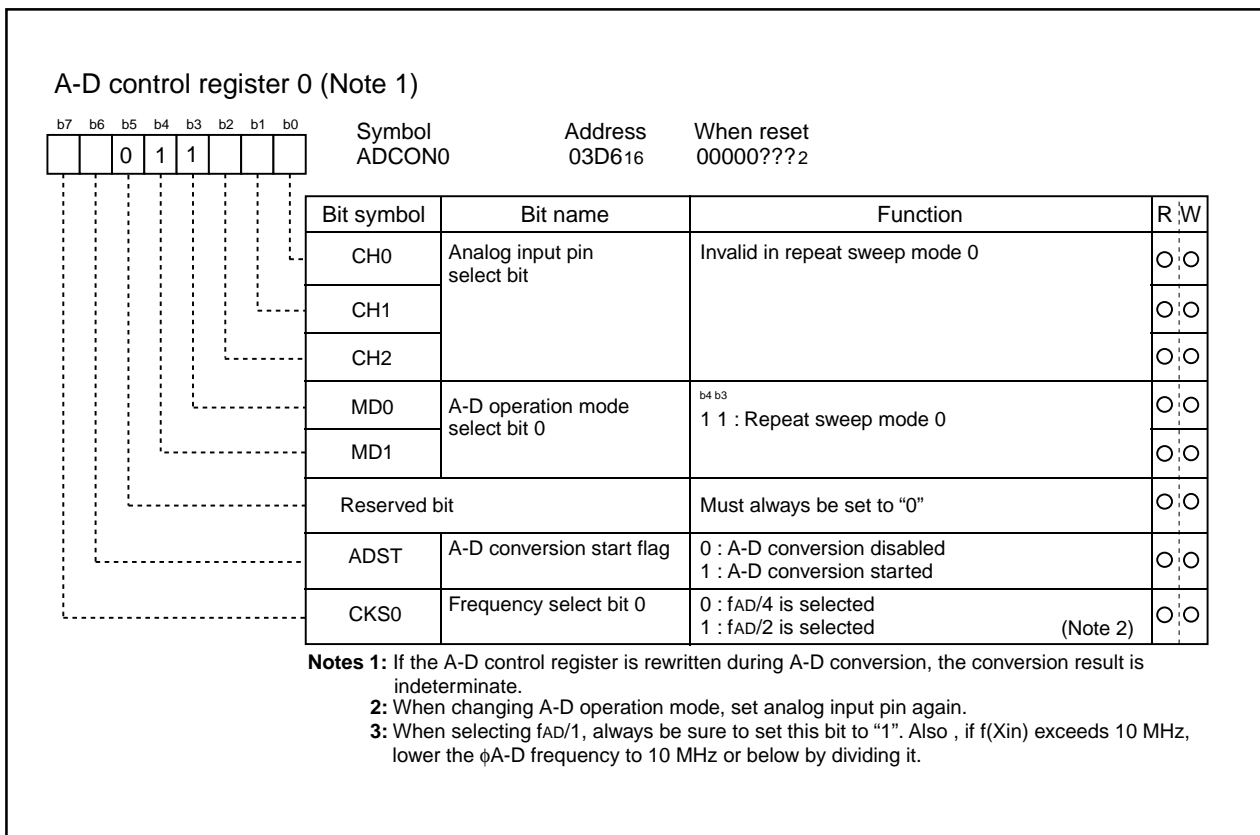 A-D control register 0 (Note 1)
b7 b6 b5 b4 b3 b2 b1 b0
0 1 1
Symbol Address When reset
ADCON0 03D616 00000???2
Bit symbol Bit name Function R W
CH0 Analog input pin select bit Invalid in repeat sweep mode 0 O O
CH1 O O
CH2 O O
MD0 A-D operation mode select bit 0 b4 b3 O O
1 1 : Repeat sweep mode 0
MD1 O O
Reserved bit Must always be set to “0” O O
ADST A-D conversion start flag 0 : A-D conversion disabled O O
1 : A-D conversion started
CKS0 Frequency select bit 0 0 : fAD/4 is selected O O
1 : fAD/2 is selected (Note 2)
Notes 1: If the A-D control register is rewritten during A-D conversion, the conversion result is
indeterminate.
2: When changing A-D operation mode, set analog input pin again.
3: When selecting fAD/1, always be sure to set this bit to “1”. Also , if f(Xin) exceeds 10 MHz,
lower the ϕA-D frequency to 10 MHz or below by dividing it.